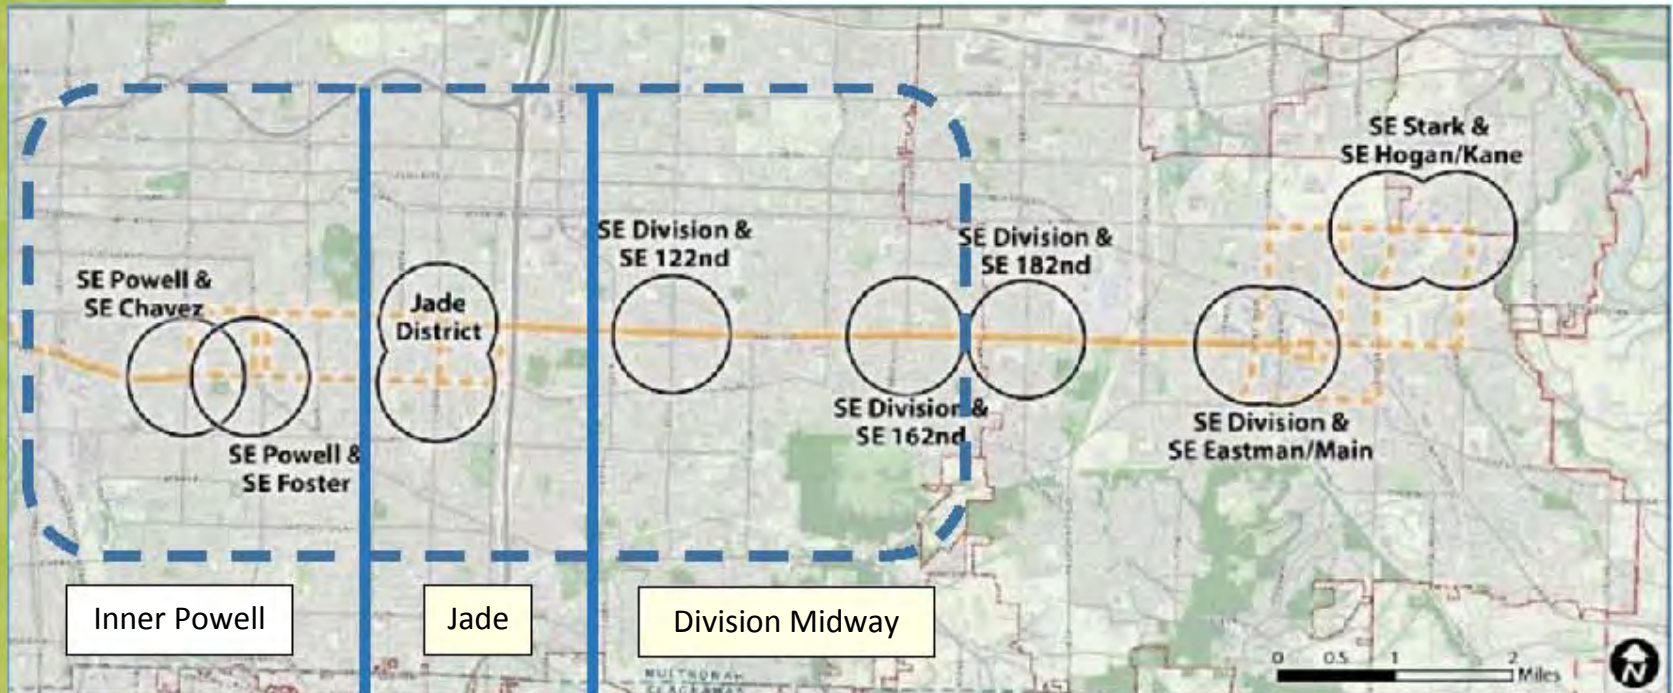 SE Stark &
SE Hogan/Kane
SE Division &
SE 122nd
SE Division &
SE 182nd
SE Powell &
SE Chavez
Jade
District
SE Division &
SE 162nd
SE Division &
SE Eastman/Main
SE Powell &
SE Foster
Inner Powell
Jade
Division Midway
0 0.5 1 2
Miles
N
MULTNOMAH
CLACKAMAS